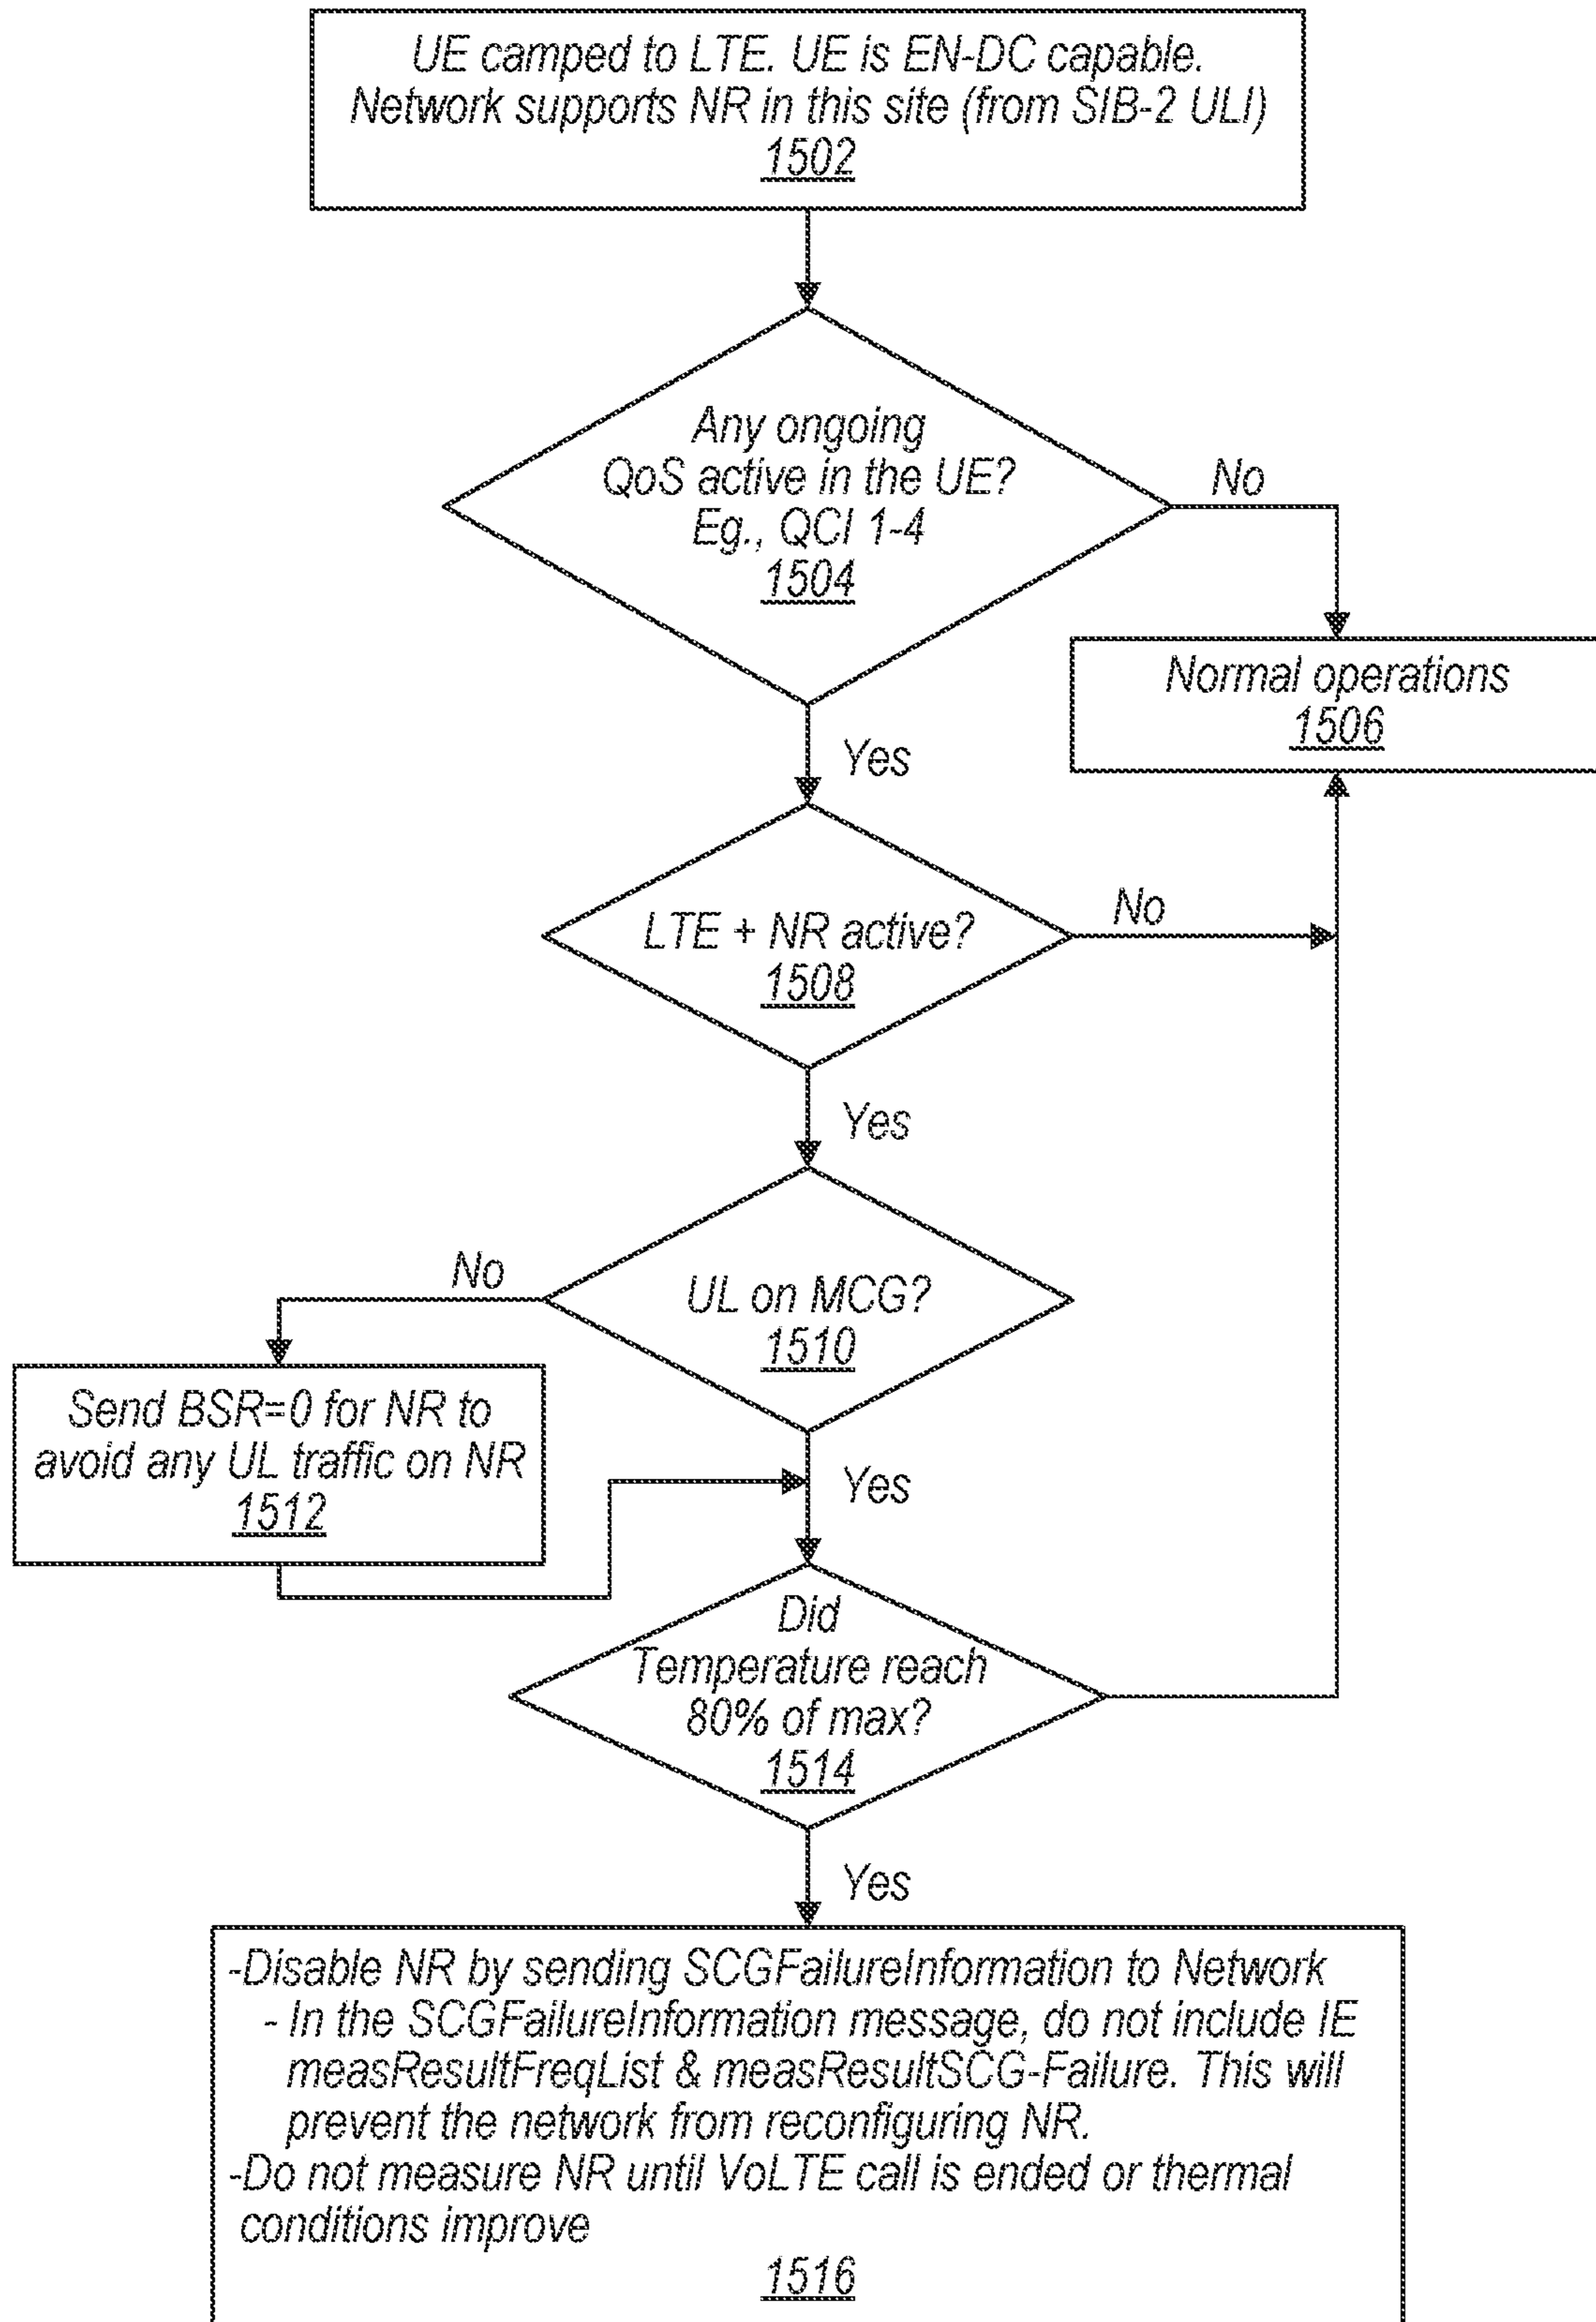 UE camped to LTE. UE is EN-DC capable.
Network supports NR in this site (from SIB-2 ULI)
1502
Any ongoing
QoS active in the UE?
Eg., QCI 1-4
1504
No
Normal operations
1506
Yes
LTE + NR active?
1508
No
Yes
UL on MCG?
1510
No
Send BSR=0 for NR to
avoid any UL traffic on NR
1512
Yes
Did
Temperature reach
80% of max?
1514
Yes
-Disable NR by sending SCGFailureInformation to Network
- In the SCGFailureInformation message, do not include IE
measResultFreqList & measResultSCG-Failure. This will
prevent the network from reconfiguring NR.
-Do not measure NR until VoLTE call is ended or thermal
conditions improve
1516